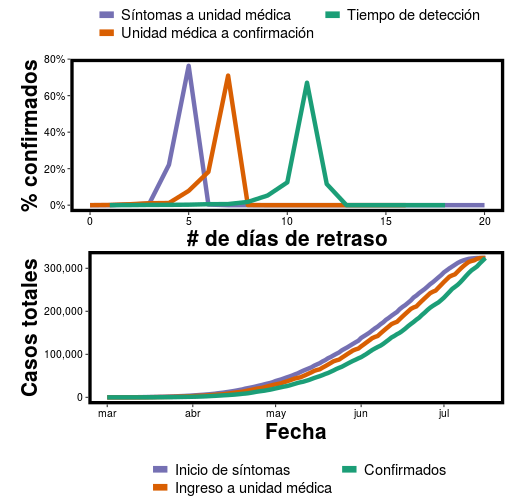 Síntomas a unidad médica
Tiempo de detección
Unidad médica a confirmación
% confirmados
80%
60%
40%
20%
0%
0 5 10 15 20
# de días de retraso
Casos totales
300,000
200,000
100,000
0
mar abr may jun jul
Fecha
Inicio de síntomas
Confirmados
Ingreso a unidad médica